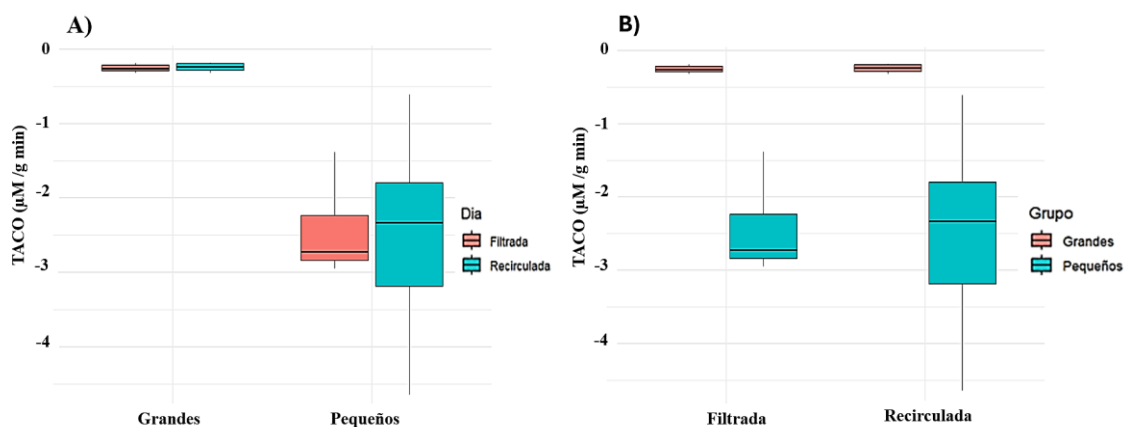 A)
0
-1
-2
-3
-4
TACO (µM /g min)
Grandes
Pequeños
Dia
Filtrada
Recirculada
B)
0
-1
-2
-3
-4
TACO (µM /g min)
Filtrada
Recirculada
Grupo
Grandes
Pequeños